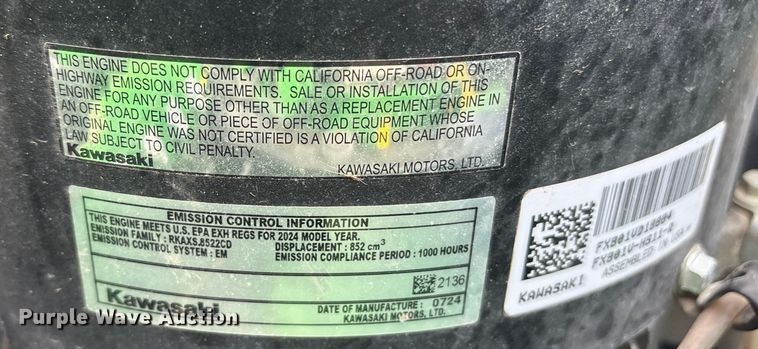 THIS ENGINE DOES NOT COMPLY WITH CALIFORNIA OFF-ROAD OR ON-
HIGHWAY EMISSION REQUIREMENTS. SALE OR INSTALLATION OF THIS
ENGINE FOR ANY PURPOSE OTHER THAN AS A REPLACEMENT ENGINE IN
AN OFF-ROAD VEHICLE OR PIECE OF OFF-ROAD EQUIPMENT WHOSE
ORIGINAL ENGINE WAS NOT CERTIFIED IS A VIOLATION OF CALIFORNIA
LAW SUBJECT TO CIVIL PENALTY.
Kawasaki KAWASAKI MOTORS, LTD.
EMISSION CONTROL INFORMATION
THIS ENGINE MEETS U.S. EPA EXH REGS FOR 2024 MODEL YEAR.
EMISSION FAMILY : RKAXS.8522CD DISPLACEMENT : 852 cm³
EMISSION CONTROL SYSTEM : EM EMISSION COMPLIANCE PERIOD : 1000 HOURS
2136
DATE OF MANUFACTURE : 0724
Kawasaki KAWASAKI MOTORS, LTD.
FX801VD10804
FX801V-HS11-R
ASSEMBLED IN USA
KAWASAKI
Purple Wave Auction